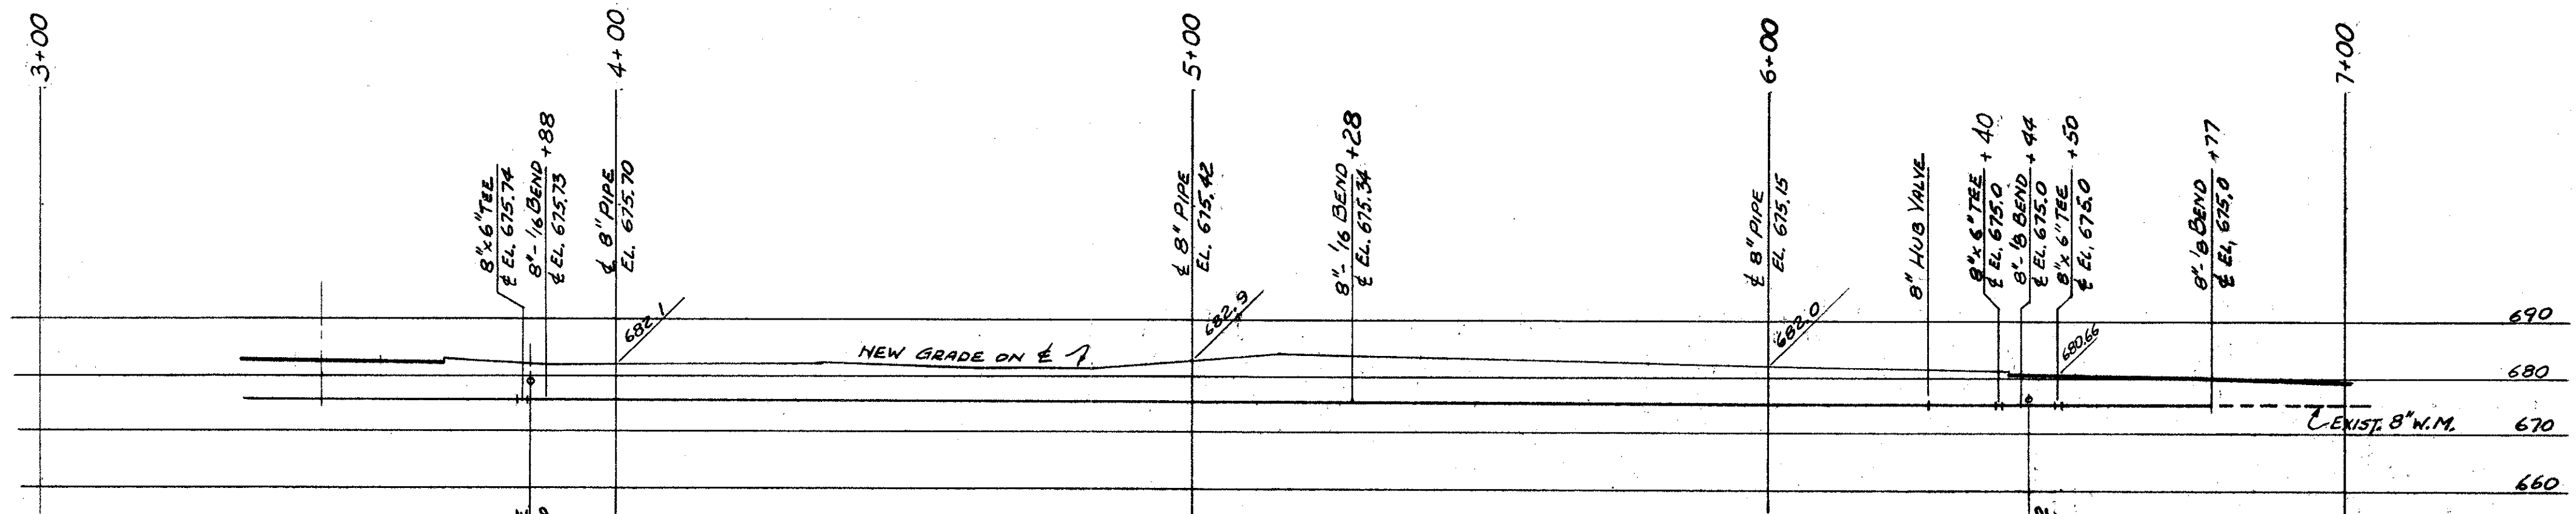 3+00
4+00
5+00
6+00
7+00
8"x6" TEE
℄ EL. 675.74
8"-1/16 BEND +88
℄ EL. 675.73
℄ 8" PIPE
EL. 675.70
℄ 8" PIPE
EL. 675.42
8"-1/16 BEND +28
℄ EL. 675.34
℄ 8" PIPE
EL. 675.15
8" HUB VALVE
8"x6" TEE +40
℄ EL. 675.0
8"-1/8 BEND +44
℄ EL. 675.0
8"x6" TEE +50
℄ EL. 675.0
8"-1/8 BEND +77
℄ EL. 675.0
682.1
682.9
682.0
680.66
690
NEW GRADE ON ℄
680
EXIST. 8" W.M.
670
660